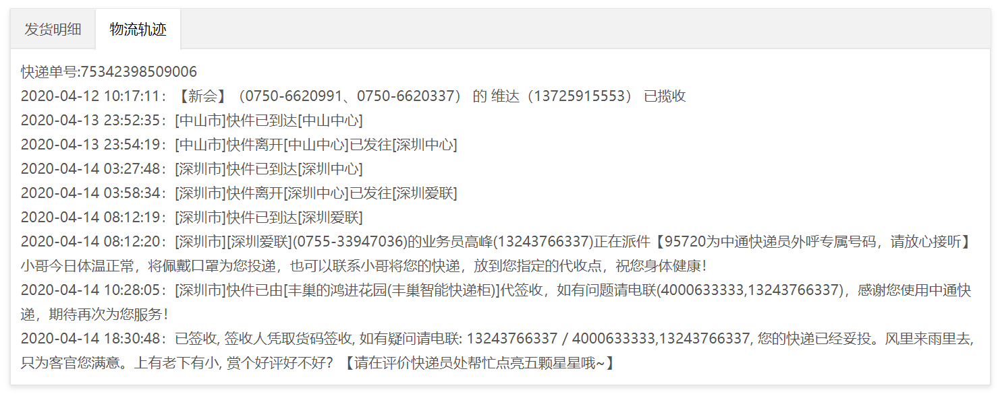 发货明细 物流轨迹
快递单号:75342398509006
2020-04-12 10:17:11：【新会】（0750-6620991、0750-6620337） 的 维达（13725915553） 已揽收
2020-04-13 23:52:35：[中山市]快件已到达[中山中心]
2020-04-13 23:54:19：[中山市]快件离开[中山中心]已发往[深圳中心]
2020-04-14 03:27:48：[深圳市]快件已到达[深圳中心]
2020-04-14 03:58:34：[深圳市]快件离开[深圳中心]已发往[深圳爱联]
2020-04-14 08:12:19：[深圳市]快件已到达[深圳爱联]
2020-04-14 08:12:20：[深圳市][深圳爱联](0755-33947036)的业务员高峰(13243766337)正在派件【95720为中通快递员外呼专属号码，请放心接听】
小哥今日体温正常，将佩戴口罩为您投递，也可以联系小哥将您的快递，放到您指定的代收点，祝您身体健康！
2020-04-14 10:28:05：[深圳市]快件已由[丰巢的鸿进花园(丰巢智能快递柜)]代签收，如有问题请电联(4000633333,13243766337)，感谢您使用中通快
递，期待再次为您服务！
2020-04-14 18:30:48：已签收, 签收人凭取货码签收, 如有疑问请电联: 13243766337 / 4000633333,13243766337, 您的快递已经妥投。风里来雨里去,
只为客官您满意。上有老下有小, 赏个好评好不好？【请在评价快递员处帮忙点亮五颗星星哦~】